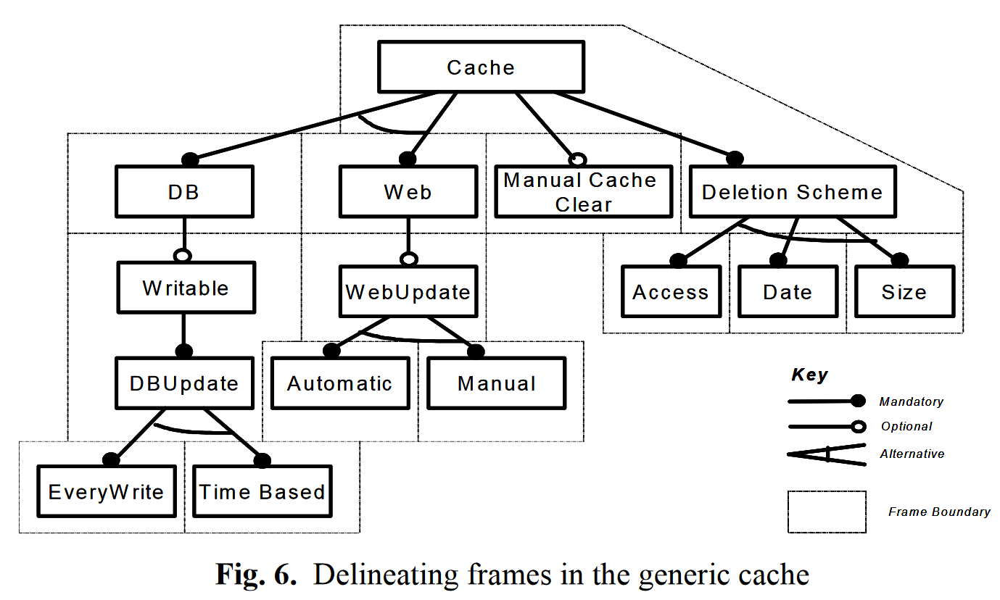 Cache
DB
Web
Manual Cache
Clear
Deletion Scheme
Writable
WebUpdate
Access
Date
Size
DBUpdate
Automatic
Manual
EveryWrite
Time Based
Key
Mandatory
Optional
Alternative
Frame Boundary
Fig. 6. Delineating frames in the generic cache